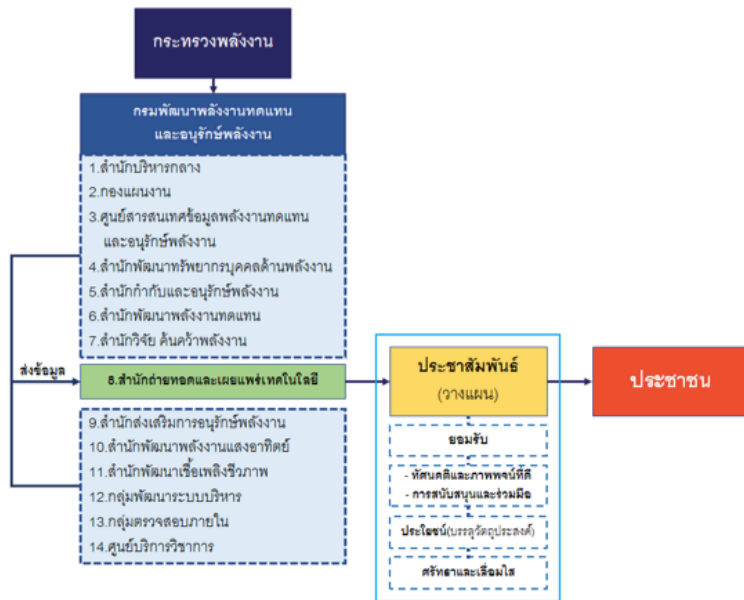 กระทรวงพลังงาน
กรมพัฒนาพลังงานทดแทน
และอนุรักษ์พลังงาน
1.สำนักบริหารกลาง
2.กองแผนงาน
3.ศูนย์สารสนเทศข้อมูลพลังงานทดแทน
และอนุรักษ์พลังงาน
4.สำนักพัฒนาทรัพยากรบุคคลด้านพลังงาน
5.สำนักกำกับและอนุรักษ์พลังงาน
6.สำนักพัฒนาพลังงานทดแทน
7.สำนักวิจัย ค้นคว้าพลังงาน
ส่งข้อมูล
8.สำนักถ่ายทอดและเผยแพร่เทคโนโลยี
9.สำนักส่งเสริมการอนุรักษ์พลังงาน
10.สำนักพัฒนาพลังงานแสงอาทิตย์
11.สำนักพัฒนาเชื้อเพลิงชีวภาพ
12.กลุ่มพัฒนาระบบบริหาร
13.กลุ่มตรวจสอบภายใน
14.ศูนย์บริการวิชาการ
ประชาสัมพันธ์
(วางแผน)
ยอมรับ
- ทัศนคติและภาพพจน์ที่ดี
- การสนับสนุนและร่วมมือ
ประโยชน์(บรรลุวัตถุประสงค์)
ศรัทธาและเลื่อมใส
ประชาชน